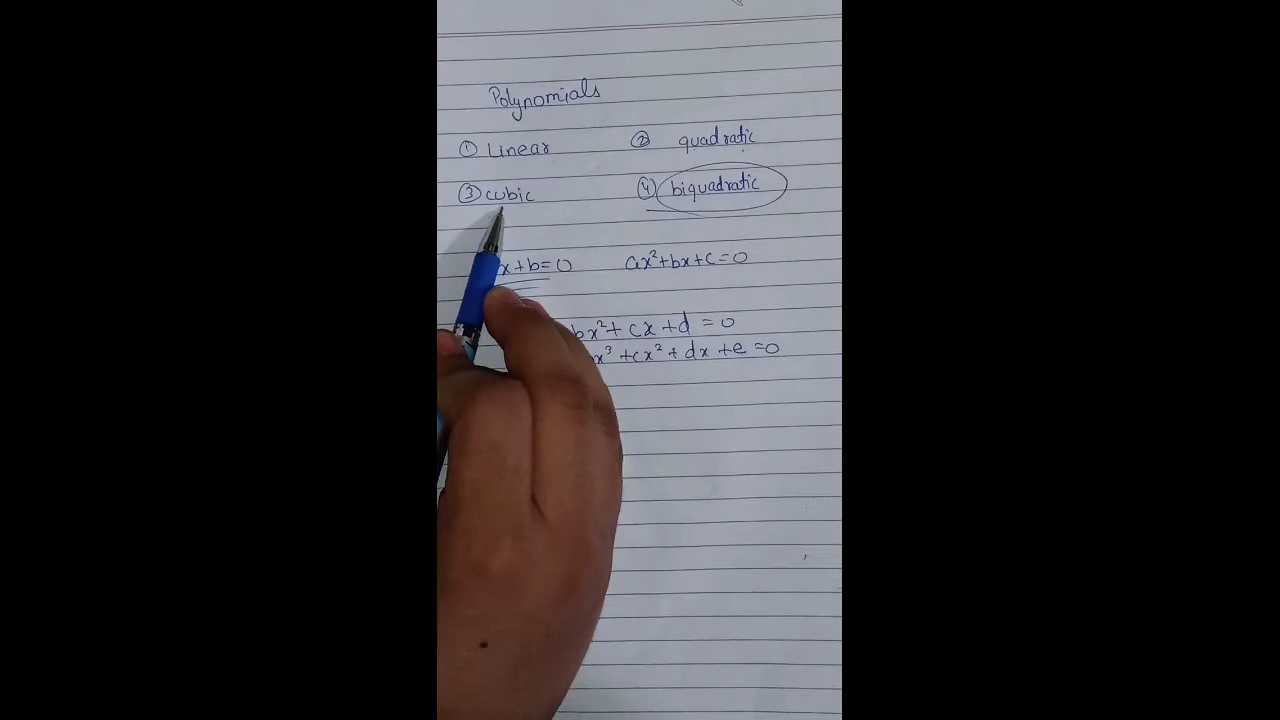 Polynomials
① Linear ② quadratic
③ cubic ④ biquadratic
x+b=0 ax²+bx+c=0
bx²+cx+d=0
x³+cx²+dx+e=0